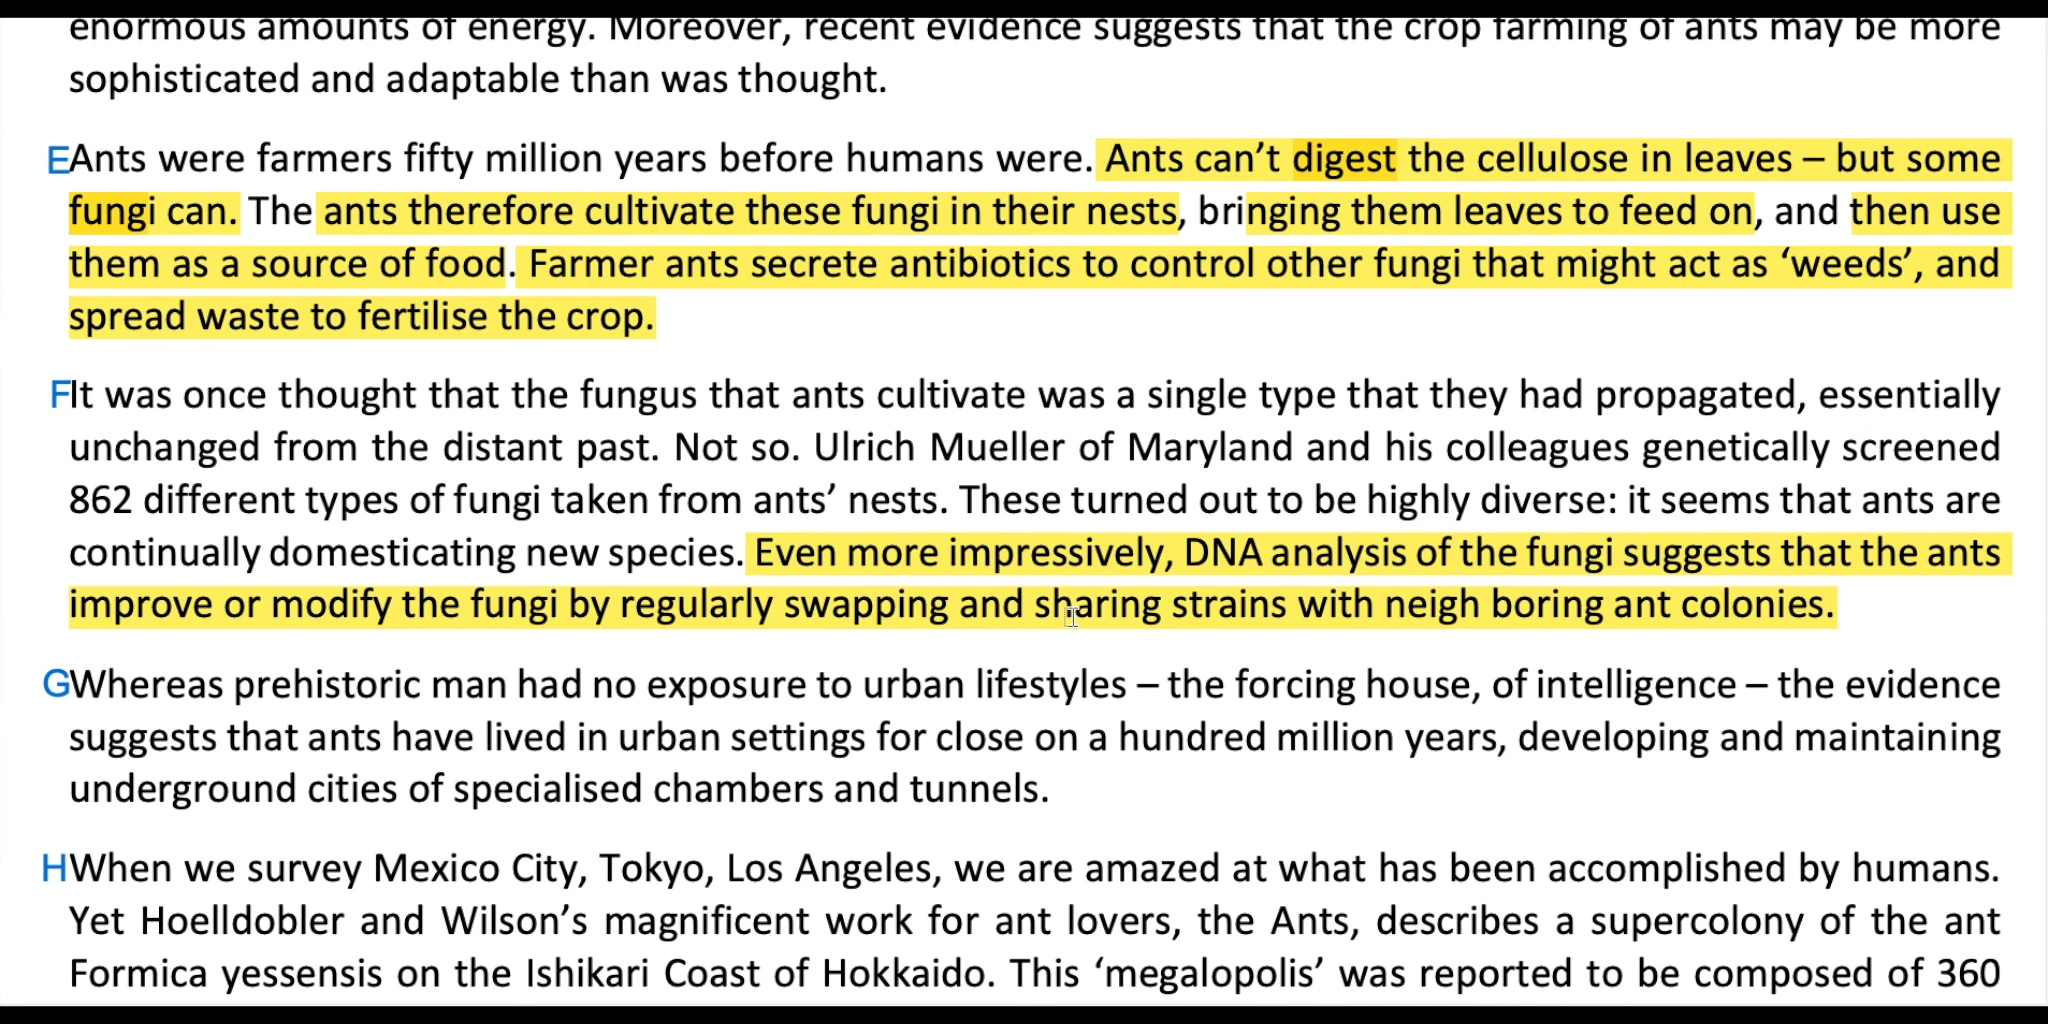 enormous amounts of energy. Moreover, recent evidence suggests that the crop farming of ants may be more
sophisticated and adaptable than was thought.
E Ants were farmers fifty million years before humans were. Ants can’t digest the cellulose in leaves – but some
fungi can. The ants therefore cultivate these fungi in their nests, bringing them leaves to feed on, and then use
them as a source of food. Farmer ants secrete antibiotics to control other fungi that might act as ‘weeds’, and
spread waste to fertilise the crop.
F It was once thought that the fungus that ants cultivate was a single type that they had propagated, essentially
unchanged from the distant past. Not so. Ulrich Mueller of Maryland and his colleagues genetically screened
862 different types of fungi taken from ants’ nests. These turned out to be highly diverse: it seems that ants are
continually domesticating new species. Even more impressively, DNA analysis of the fungi suggests that the ants
improve or modify the fungi by regularly swapping and sharing strains with neigh boring ant colonies.
G Whereas prehistoric man had no exposure to urban lifestyles – the forcing house, of intelligence – the evidence
suggests that ants have lived in urban settings for close on a hundred million years, developing and maintaining
underground cities of specialised chambers and tunnels.
H When we survey Mexico City, Tokyo, Los Angeles, we are amazed at what has been accomplished by humans.
Yet Hoelldobler and Wilson’s magnificent work for ant lovers, the Ants, describes a supercolony of the ant
Formica yessensis on the Ishikari Coast of Hokkaido. This ‘megalopolis’ was reported to be composed of 360